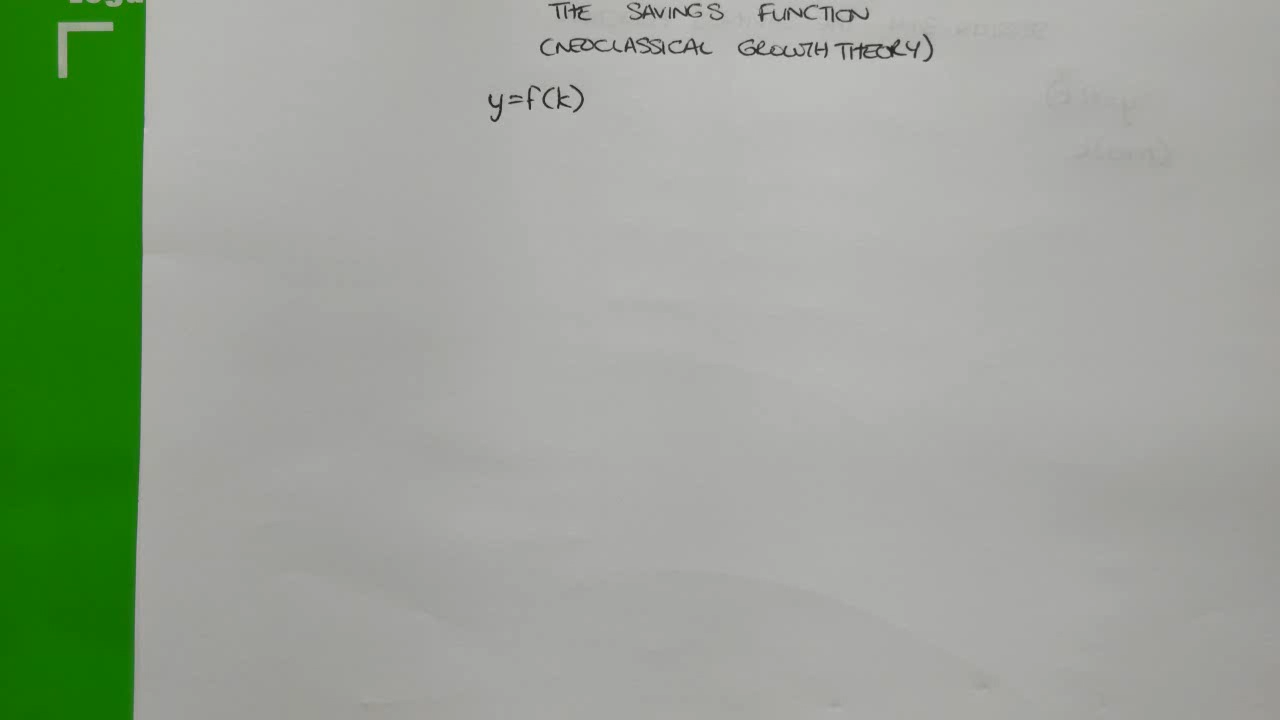 THE SAVINGS FUNCTION
(NEOCLASSICAL GROWTH THEORY)
y=f(k)